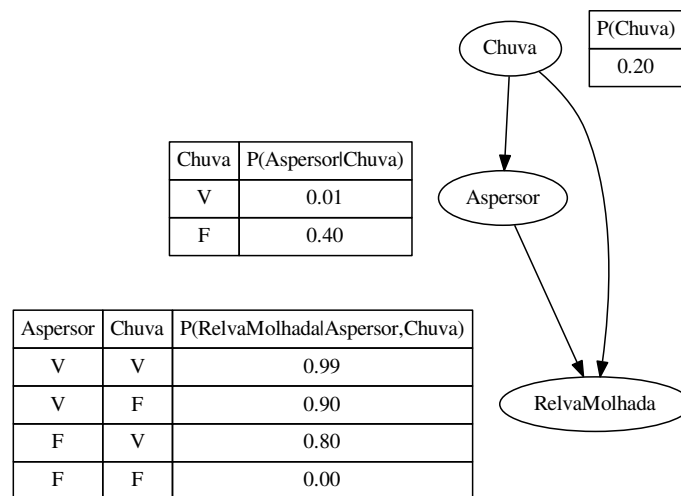 Chuva
P(Chuva)
0.20
Chuva P(Aspersor|Chuva)
V 0.01
F 0.40
Aspersor
Aspersor Chuva P(RelvaMolhada|Aspersor,Chuva)
V V 0.99
V F 0.90
F V 0.80
F F 0.00
RelvaMolhada